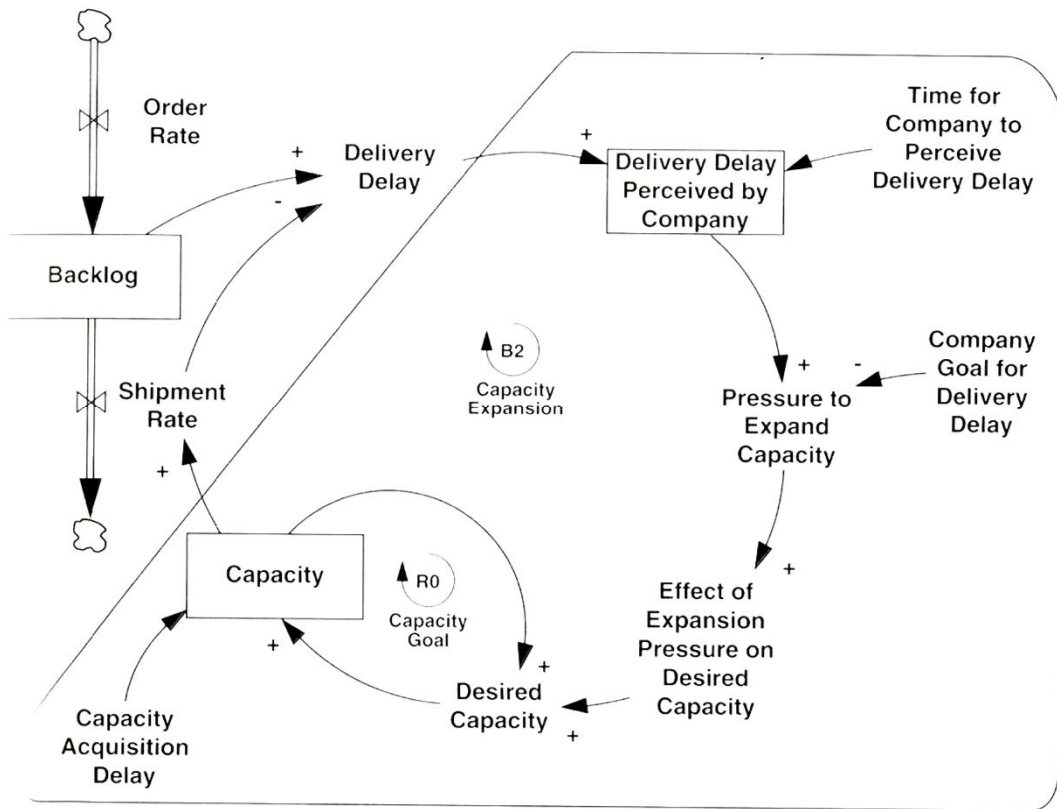 Order
Rate
+
Delivery
Delay
-
+
Delivery Delay
Perceived by
Company
Time for
Company to
Perceive
Delivery Delay
Backlog
B2
Capacity
Expansion
+
-
Company
Goal for
Delivery
Delay
Shipment
Rate
Pressure to
Expand
Capacity
+
Capacity
R0
Capacity
Goal
+
+
Effect of
Expansion
Pressure on
Desired
Capacity
+
Desired
Capacity
+
Capacity
Acquisition
Delay